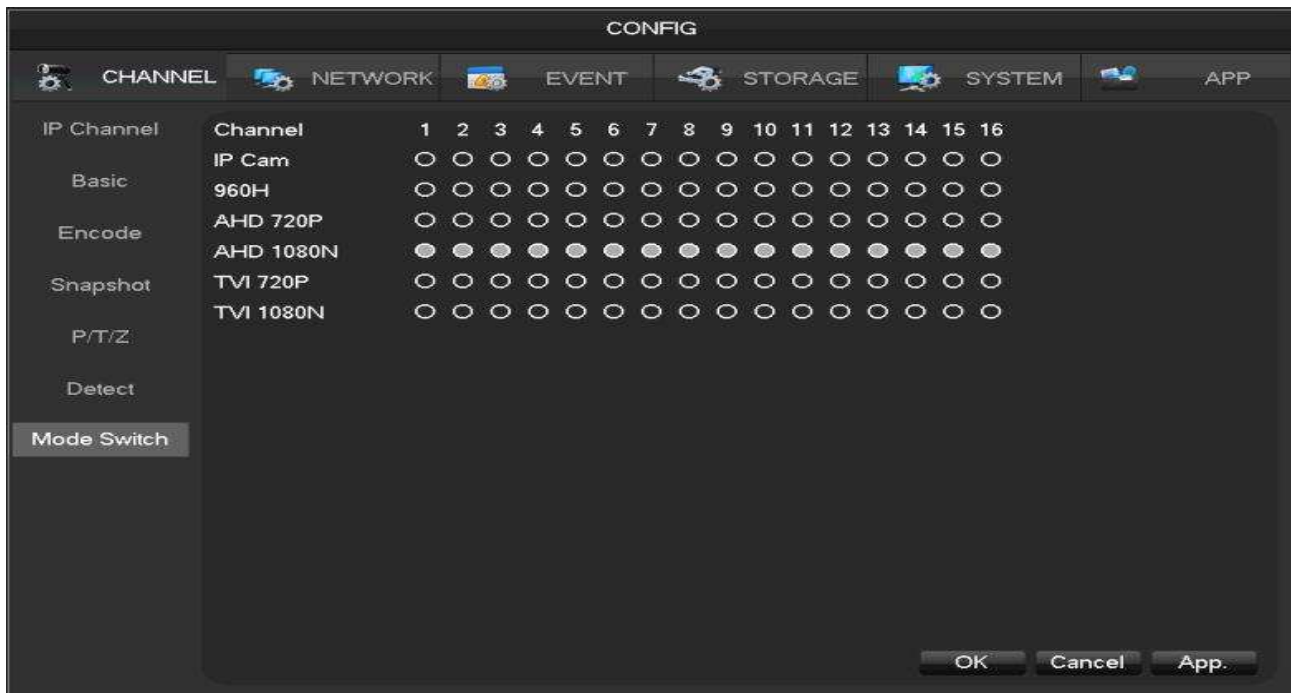 CONFIG
CHANNEL NETWORK EVENT STORAGE SYSTEM APP
IP Channel
Basic
Encode
Snapshot
P/T/Z
Detect
Mode Switch
Channel 1 2 3 4 5 6 7 8 9 10 11 12 13 14 15 16
IP Cam
960H
AHD 720P
AHD 1080N
TVI 720P
TVI 1080N
OK Cancel App.